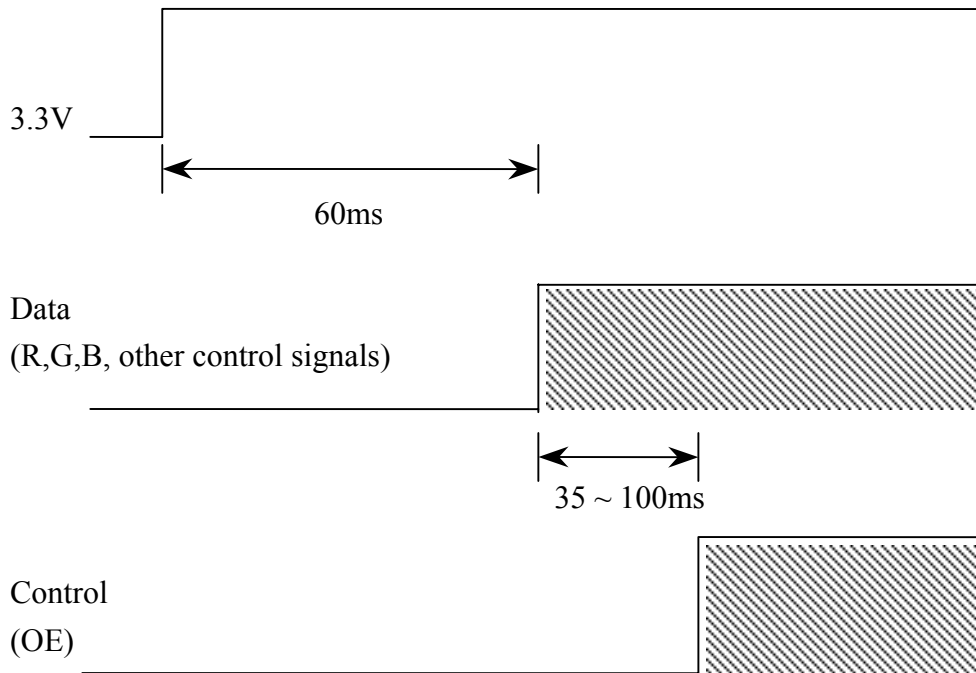 3.3V
60ms
Data
(R,G,B, other control signals)
35 ~ 100ms
Control
(OE)